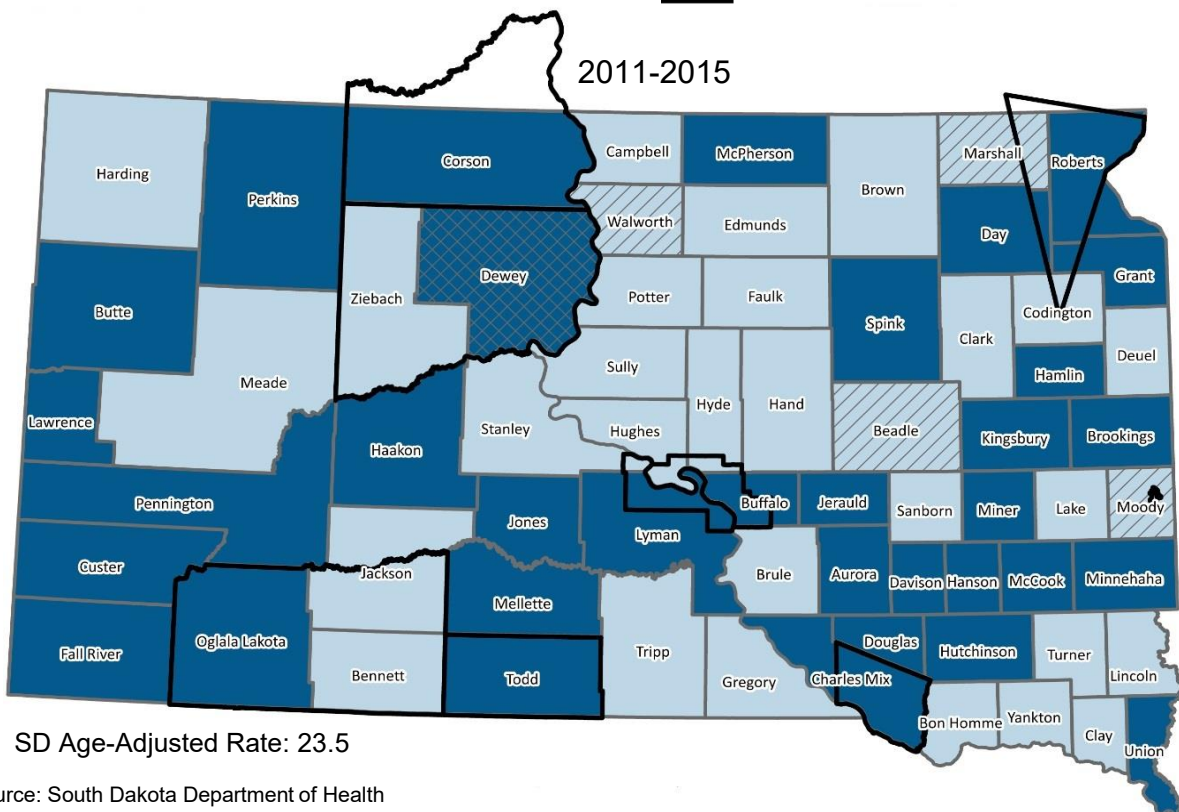 2011-2015
Harding
Perkins
Corson
Campbell
McPherson
Brown
Marshall
Roberts
Walworth
Edmunds
Day
Butte
Ziebach
Dewey
Potter
Faulk
Spink
Grant
Codington
Clark
Deuel
Meade
Sully
Hamlin
Lawrence
Haakon
Stanley
Hughes
Hyde
Hand
Beadle
Kingsbury
Brookings
Pennington
Jones
Lyman
Buffalo
Jerauld
Sanborn
Miner
Lake
Moody
Custer
Jackson
Mellette
Brule
Aurora
Davison
Hanson
McCook
Minnehaha
Fall River
Oglala Lakota
Bennett
Todd
Tripp
Gregory
Charles Mix
Douglas
Hutchinson
Turner
Lincoln
Bon Homme
Yankton
Clay
Union
SD Age-Adjusted Rate: 23.5
urce: South Dakota Department of Health